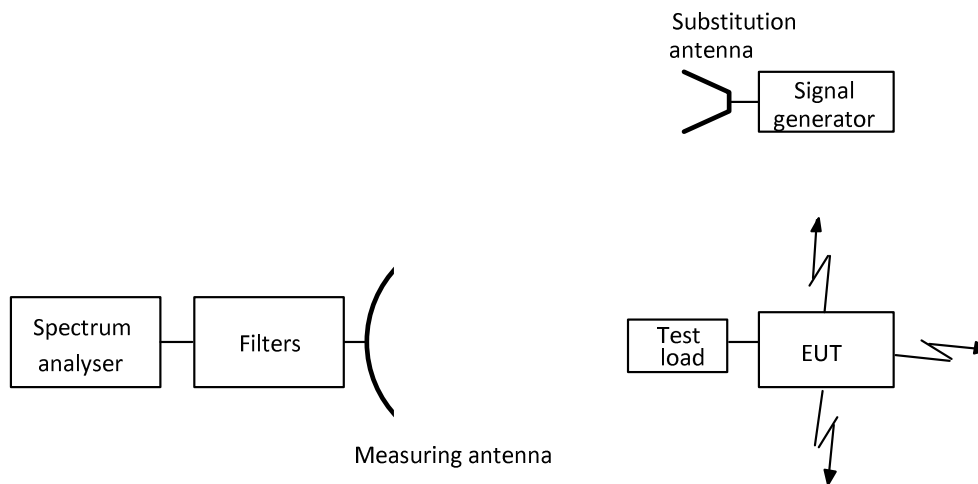 Substitution
antenna
Signal
generator
Spectrum
analyser
Filters
Test
load
EUT
Measuring antenna